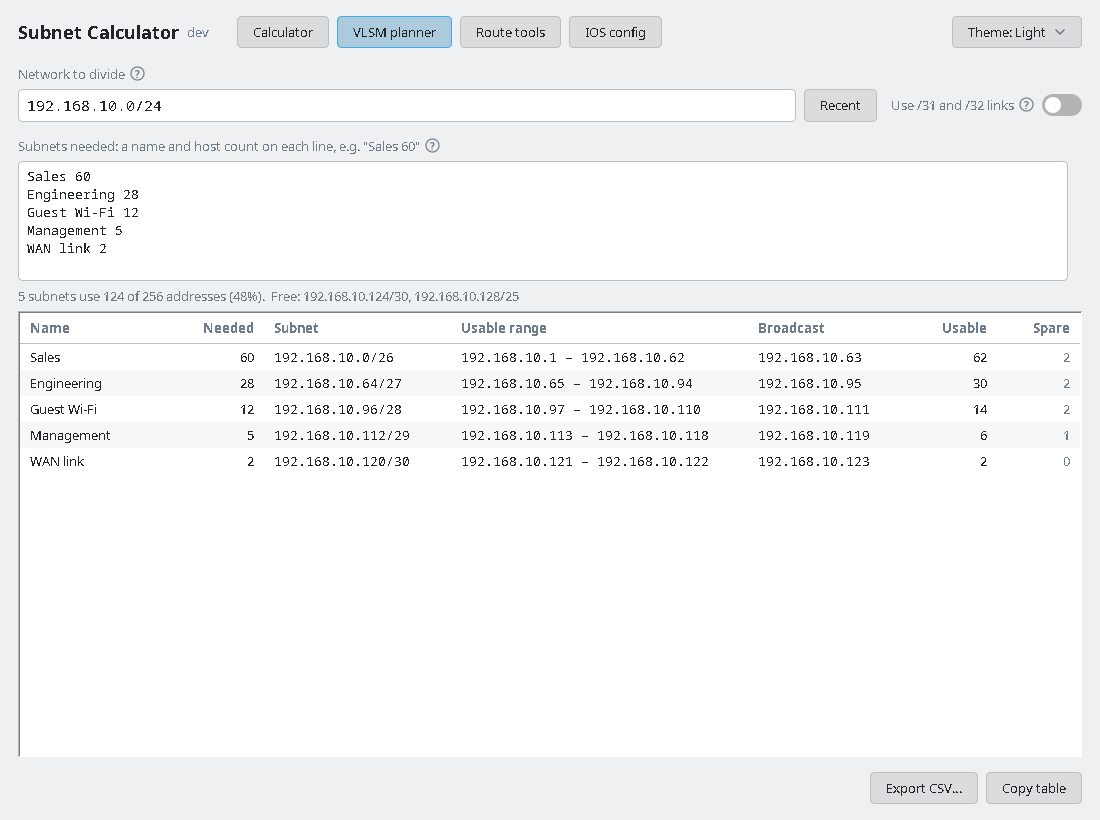 Subnet Calculator dev Calculator VLSM planner Route tools IOS config Theme: Light
Network to divide ?
192.168.10.0/24 Recent Use /31 and /32 links ?
Subnets needed: a name and host count on each line, e.g. "Sales 60" ?
Sales 60
Engineering 28
Guest Wi-Fi 12
Management 5
WAN link 2
5 subnets use 124 of 256 addresses (48%). Free: 192.168.10.124/30, 192.168.10.128/25
Name Needed Subnet Usable range Broadcast Usable Spare
Sales 60 192.168.10.0/26 192.168.10.1 – 192.168.10.62 192.168.10.63 62 2
Engineering 28 192.168.10.64/27 192.168.10.65 – 192.168.10.94 192.168.10.95 30 2
Guest Wi-Fi 12 192.168.10.96/28 192.168.10.97 – 192.168.10.110 192.168.10.111 14 2
Management 5 192.168.10.112/29 192.168.10.113 – 192.168.10.118 192.168.10.119 6 1
WAN link 2 192.168.10.120/30 192.168.10.121 – 192.168.10.122 192.168.10.123 2 0
Export CSV... Copy table